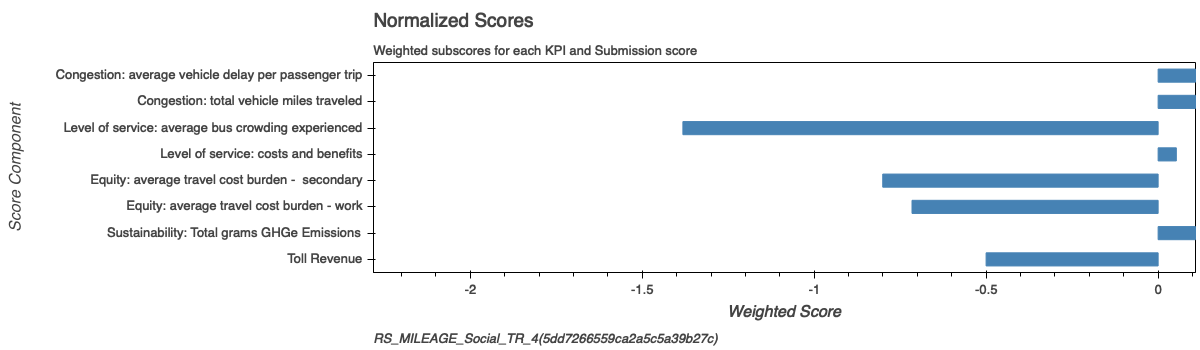 Normalized Scores
Weighted subscores for each KPI and Submission score
Score Component
Congestion: average vehicle delay per passenger trip
Congestion: total vehicle miles traveled
Level of service: average bus crowding experienced
Level of service: costs and benefits
Equity: average travel cost burden -  secondary
Equity: average travel cost burden - work
Sustainability: Total grams GHGe Emissions
Toll Revenue
-2 -1.5 -1 -0.5 0
Weighted Score
RS_MILEAGE_Social_TR_4(5dd7266559ca2a5c5a39b27c)